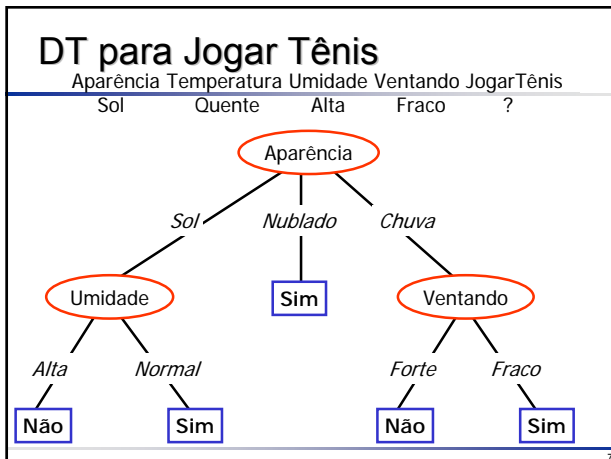 DT para Jogar Tênis
Aparência Temperatura Umidade Ventando JogarTênis
Sol Quente Alta Fraco ?
Aparência
Sol Nublado Chuva
Umidade Sim Ventando
Alta Normal Forte Fraco
Não Sim Não Sim
7